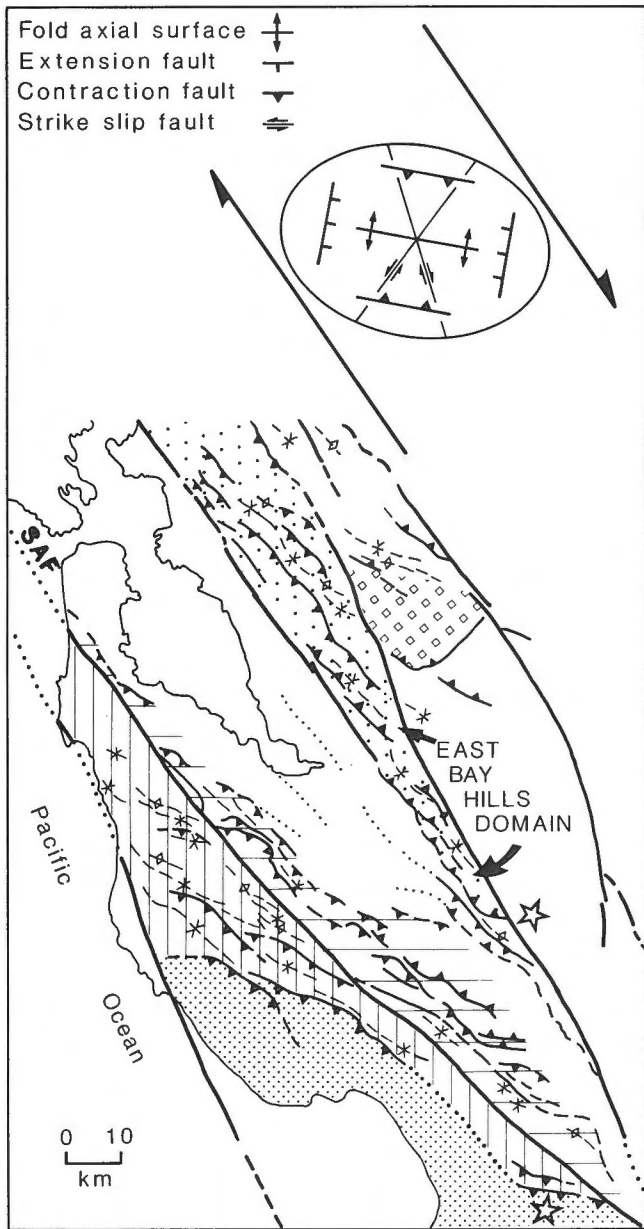 Fold axial surface
Extension fault
Contraction fault
Strike slip fault
SAF
EAST
BAY
HILLS
DOMAIN
Pacific
Ocean
0 10
km